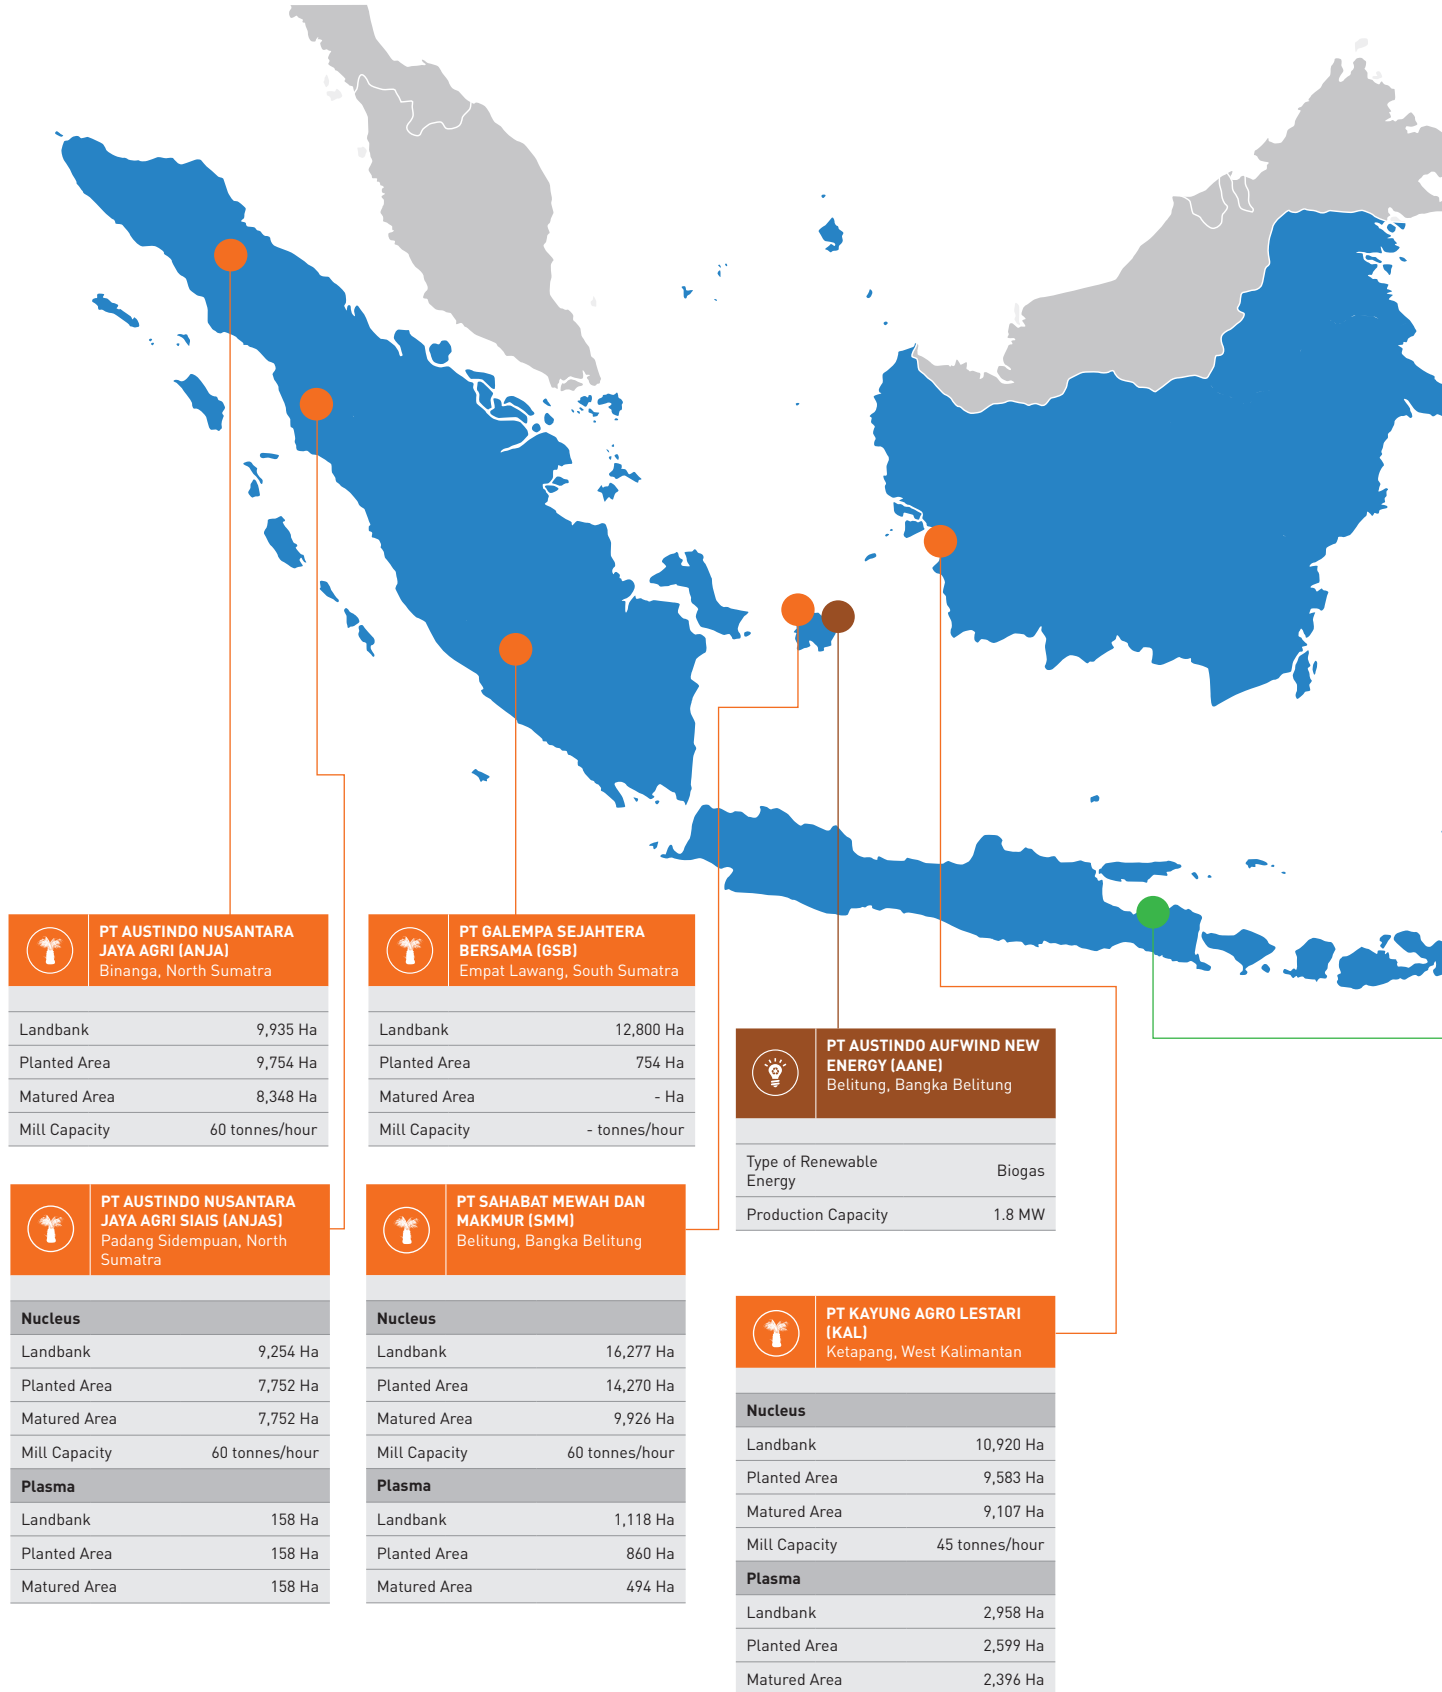 PT AUSTINDO NUSANTARA
JAYA AGRI (ANJA)
Binanga, North Sumatra
Landbank 9,935 Ha
Planted Area 9,754 Ha
Matured Area 8,348 Ha
Mill Capacity 60 tonnes/hour
PT GALEMPA SEJAHTERA
BERSAMA (GSB)
Empat Lawang, South Sumatra
Landbank 12,800 Ha
Planted Area 754 Ha
Matured Area - Ha
Mill Capacity - tonnes/hour
PT AUSTINDO AUFWIND NEW
ENERGY (AANE)
Belitung, Bangka Belitung
Type of Renewable
Energy Biogas
Production Capacity 1.8 MW
PT AUSTINDO NUSANTARA
JAYA AGRI SIAIS (ANJAS)
Padang Sidempuan, North
Sumatra
Nucleus
Landbank 9,254 Ha
Planted Area 7,752 Ha
Matured Area 7,752 Ha
Mill Capacity 60 tonnes/hour
Plasma
Landbank 158 Ha
Planted Area 158 Ha
Matured Area 158 Ha
PT SAHABAT MEWAH DAN
MAKMUR (SMM)
Belitung, Bangka Belitung
Nucleus
Landbank 16,277 Ha
Planted Area 14,270 Ha
Matured Area 9,926 Ha
Mill Capacity 60 tonnes/hour
Plasma
Landbank 1,118 Ha
Planted Area 860 Ha
Matured Area 494 Ha
PT KAYUNG AGRO LESTARI
(KAL)
Ketapang, West Kalimantan
Nucleus
Landbank 10,920 Ha
Planted Area 9,583 Ha
Matured Area 9,107 Ha
Mill Capacity 45 tonnes/hour
Plasma
Landbank 2,958 Ha
Planted Area 2,599 Ha
Matured Area 2,396 Ha